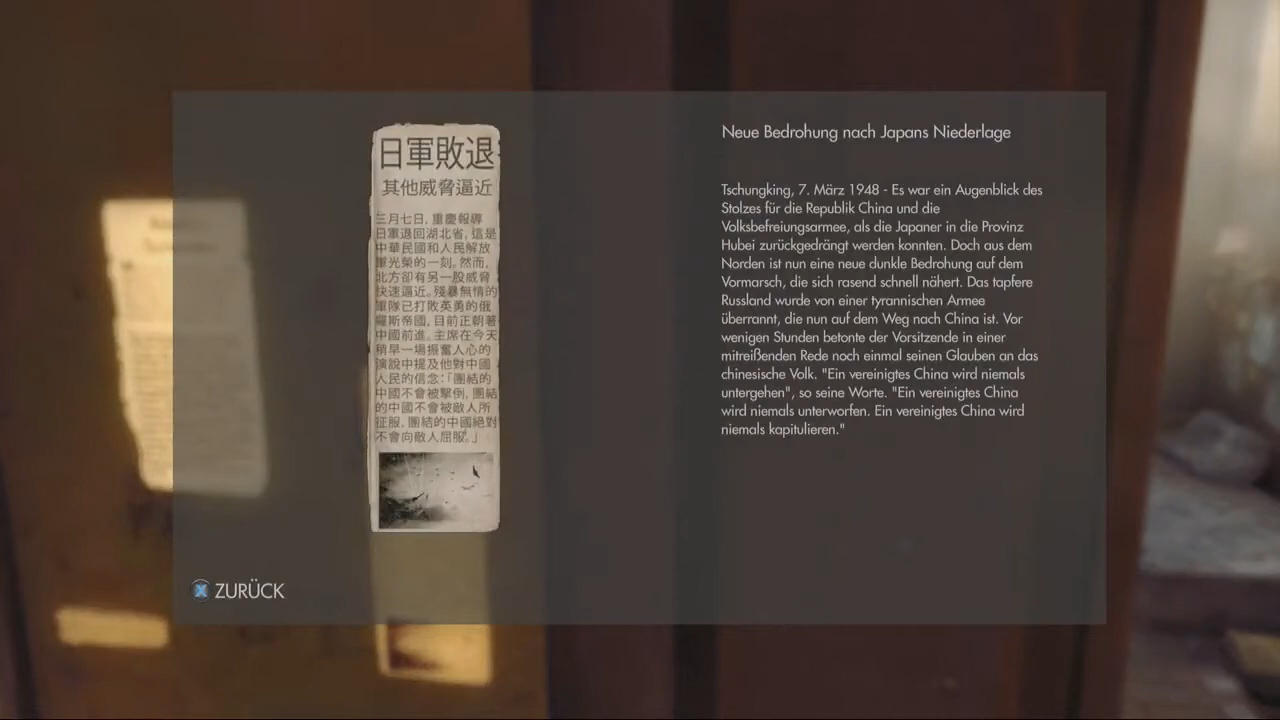 日軍敗退
其他威脅逼近
三月七日, 重慶報導
日軍退回湖北省, 這是
中華民國和人民解放
軍光榮的一刻. 然而,
北方卻有另一股威脅
快速逼近. 殘暴無情的
軍隊已打敗英勇的俄
羅斯帝國, 目前正朝著
中國前進. 主席在今天
稍早一場振奮人心的
演說中提及他對中國
人民的信念:「團結的
中國不會被擊倒, 團結
的中國不會被敵人所
征服, 團結的中國絕對
不會向敵人屈服.」
Neue Bedrohung nach Japans Niederlage
Tschungking, 7. März 1948 - Es war ein Augenblick des
Stolzes für die Republik China und die
Volksbefreiungsarmee, als die Japaner in die Provinz
Hubei zurückgedrängt werden konnten. Doch aus dem
Norden ist nun eine neue dunkle Bedrohung auf dem
Vormarsch, die sich rasend schnell nähert. Das tapfere
Russland wurde von einer tyrannischen Armee
überrannt, die nun auf dem Weg nach China ist. Vor
wenigen Stunden betonte der Vorsitzende in einer
mitreißenden Rede noch einmal seinen Glauben an das
chinesische Volk. "Ein vereinigtes China wird niemals
untergehen", so seine Worte. "Ein vereinigtes China
wird niemals unterworfen. Ein vereinigtes China wird
niemals kapitulieren."
ZURÜCK